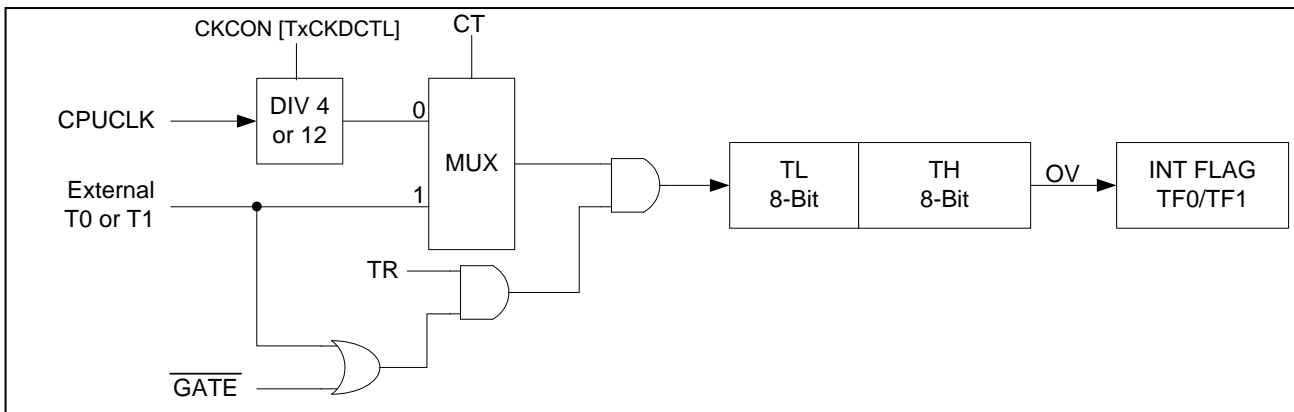 CKCON [TxCKDCTL]
CT
CPUCLK
DIV 4
or 12
0
MUX
External
T0 or T1
1
TL
8-Bit
TH
8-Bit
OV
INT FLAG
TF0/TF1
TR
GATE